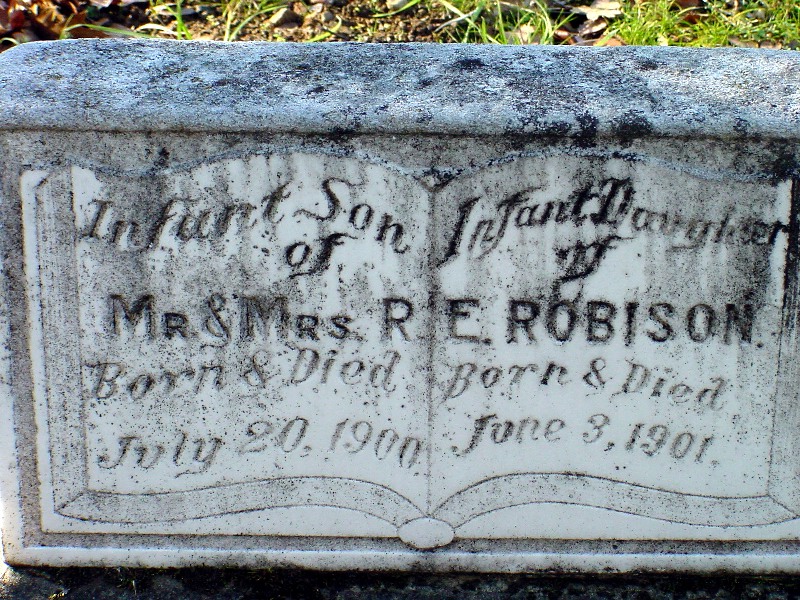 Infant Son
of
Infant Daughter
of
Mr. & Mrs. R. E. ROBISON.
Born & Died
July 20, 1900.
Born & Died
June 3, 1901.